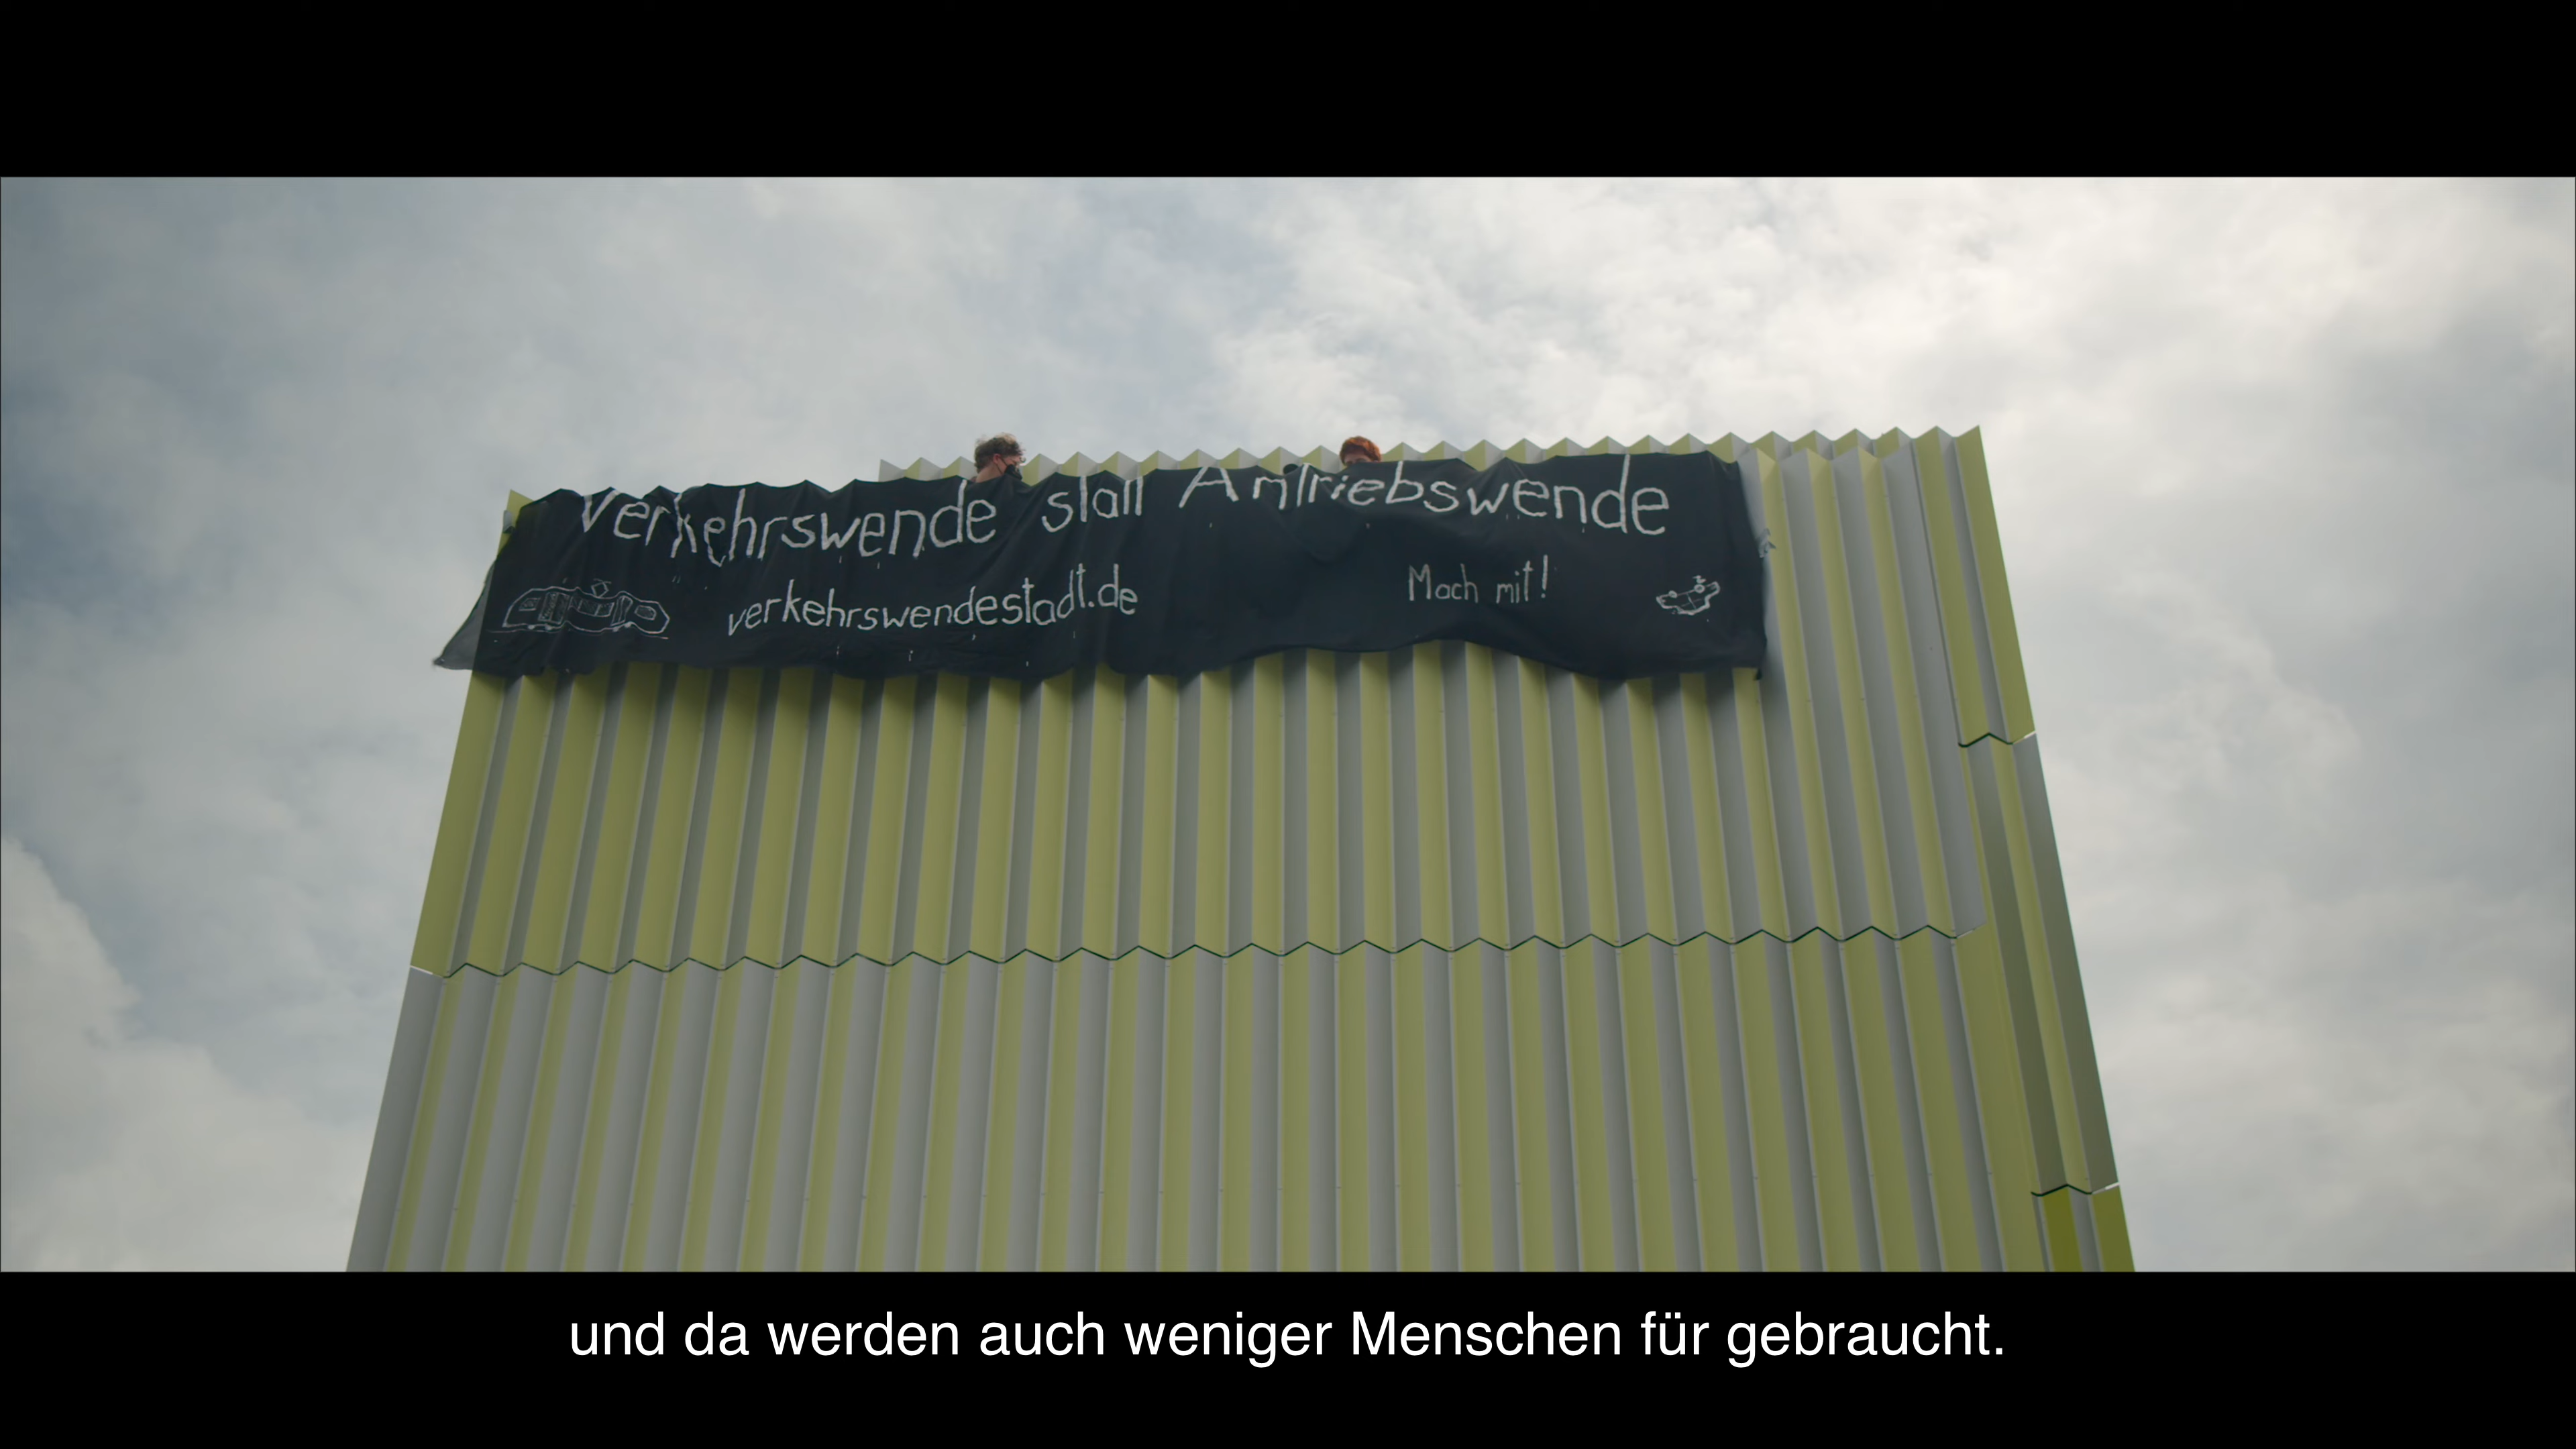 Verkehrswende statt Antriebswende
verkehrswendestadt.de
Mach mit!
und da werden auch weniger Menschen für gebraucht.